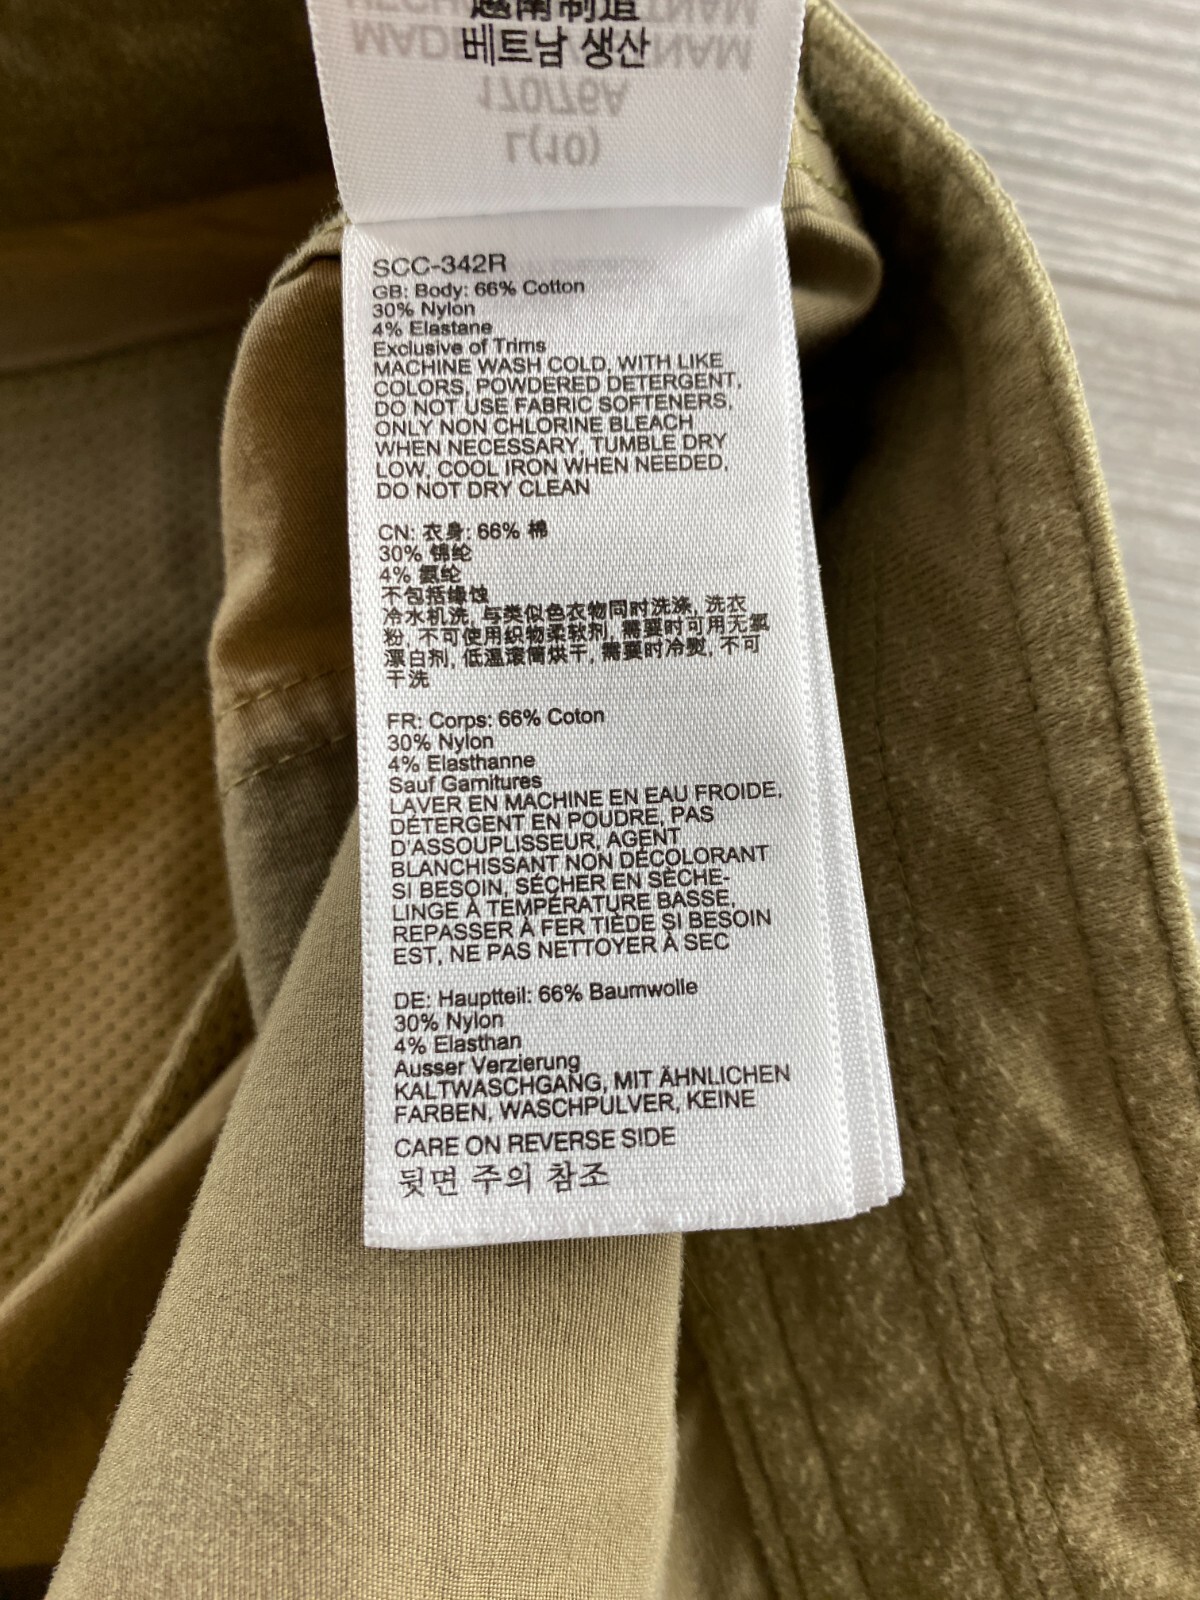 越南制造
베트남 생산
170/76A
L(10)
SCC-342R
GB: Body: 66% Cotton
30% Nylon
4% Elastane
Exclusive of Trims
MACHINE WASH COLD, WITH LIKE
COLORS, POWDERED DETERGENT,
DO NOT USE FABRIC SOFTENERS,
ONLY NON CHLORINE BLEACH
WHEN NECESSARY, TUMBLE DRY
LOW, COOL IRON WHEN NEEDED,
DO NOT DRY CLEAN
CN: 衣身: 66% 棉
30% 锦纶
4% 氨纶
不包括缘蚀
冷水机洗, 与类似色衣物同时洗涤, 洗衣
粉, 不可使用织物柔软剂, 需要时可用无氯
漂白剂, 低温滚筒烘干, 需要时冷熨, 不可
干洗
FR: Corps: 66% Coton
30% Nylon
4% Elasthanne
Sauf Garnitures
LAVER EN MACHINE EN EAU FROIDE,
DÉTERGENT EN POUDRE, PAS
D'ASSOUPLISSEUR, AGENT
BLANCHISSANT NON DÉCOLORANT
SI BESOIN, SÉCHER EN SÈCHE-
LINGE À TEMPÉRATURE BASSE,
REPASSER À FER TIÈDE SI BESOIN
EST, NE PAS NETTOYER À SEC
DE: Hauptteil: 66% Baumwolle
30% Nylon
4% Elasthan
Ausser Verzierung
KALTWASCHGANG, MIT ÄHNLICHEN
FARBEN, WASCHPULVER, KEINE
CARE ON REVERSE SIDE
뒷면 주의 참조